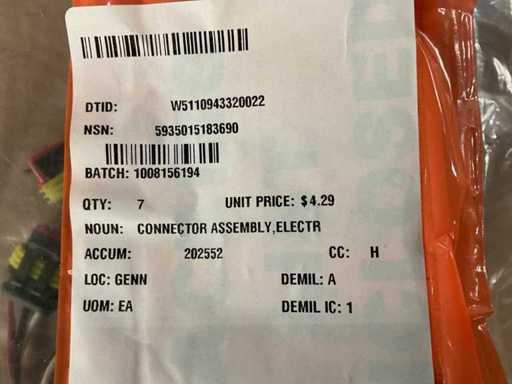 DTID: W5110943320022
NSN: 5935015183690
BATCH: 1008156194
QTY: 7 UNIT PRICE: $4.29
NOUN: CONNECTOR ASSEMBLY,ELECTR
ACCUM: 202552 CC: H
LOC: GENN DEMIL: A
UOM: EA DEMIL IC: 1